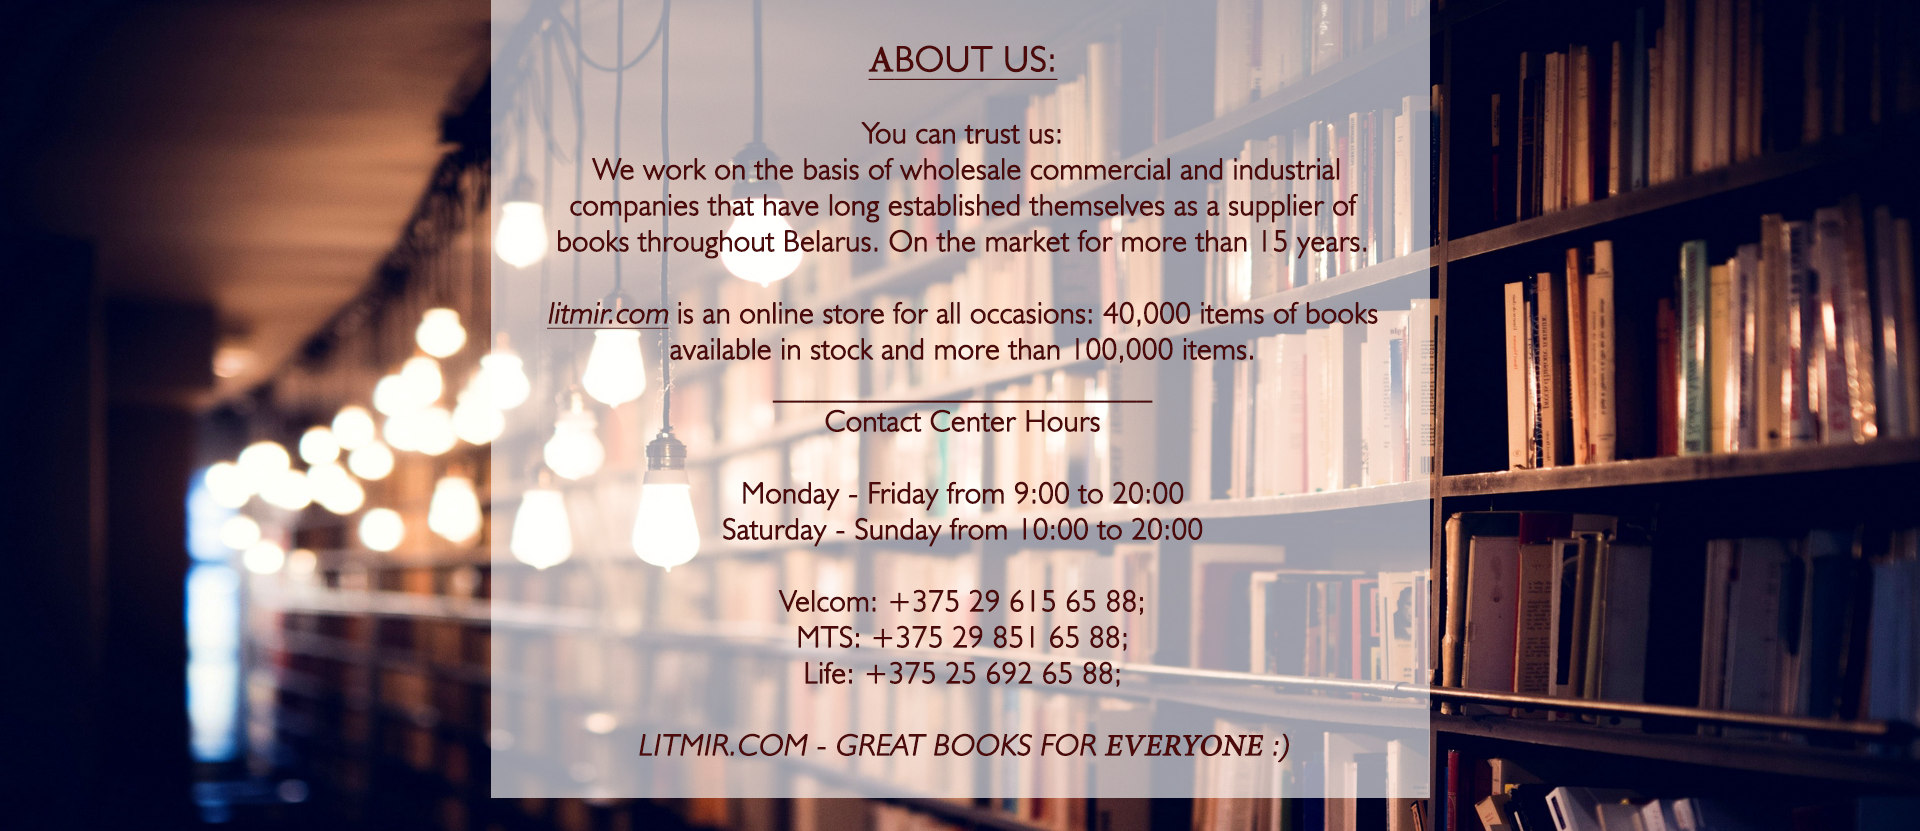 ABOUT US:
You can trust us:
We work on the basis of wholesale commercial and industrial
companies that have long established themselves as a supplier of
books throughout Belarus. On the market for more than 15 years.
litmir.com is an online store for all occasions: 40,000 items of books
available in stock and more than 100,000 items.
Contact Center Hours
Monday - Friday from 9:00 to 20:00
Saturday - Sunday from 10:00 to 20:00
Velcom: +375 29 615 65 88;
MTS: +375 29 851 65 88;
Life: +375 25 692 65 88;
LITMIR.COM - GREAT BOOKS FOR EVERYONE :)